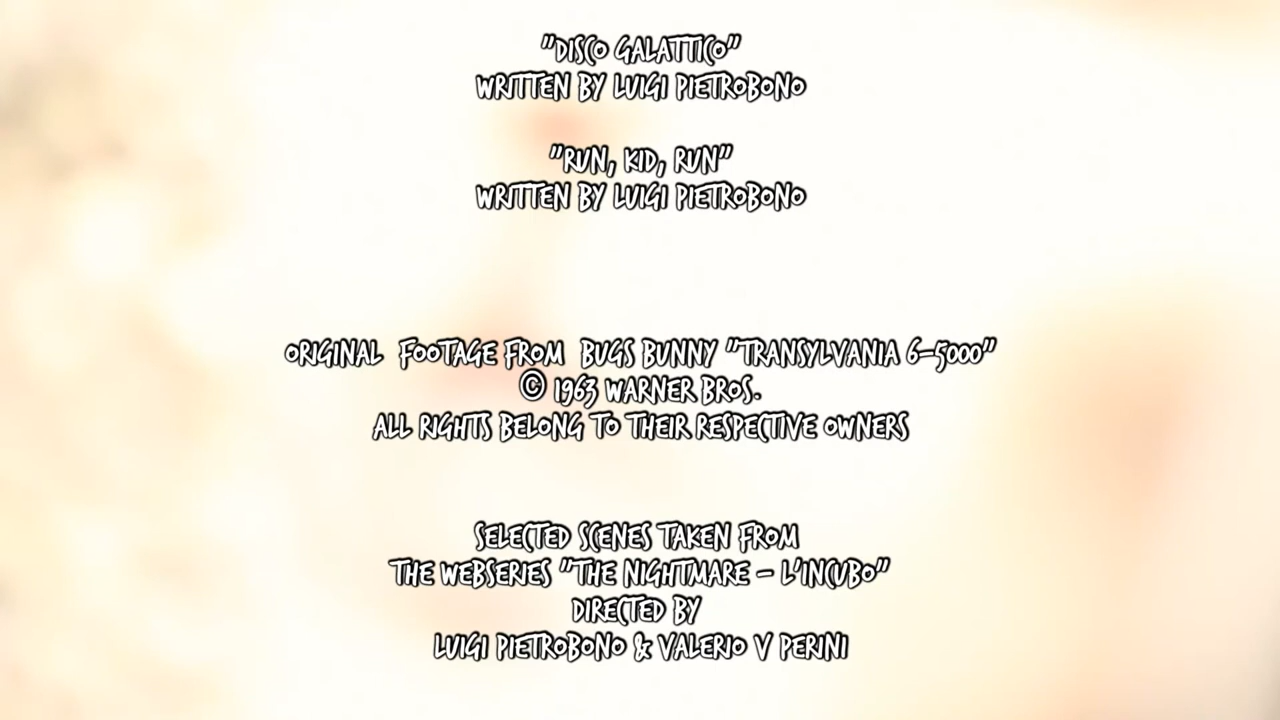 "DISCO GALATTICO"
WRITTEN BY LUIGI PIETROBONO
"RUN, KID, RUN"
WRITTEN BY LUIGI PIETROBONO
ORIGINAL FOOTAGE FROM BUGS BUNNY "TRANSYLVANIA 6-5000"
© 1963 WARNER BROS.
ALL RIGHTS BELONG TO THEIR RESPECTIVE OWNERS
SELECTED SCENES TAKEN FROM
THE WEBSERIES "THE NIGHTMARE - L'INCUBO"
DIRECTED BY
LUIGI PIETROBONO & VALERIO V PERINI